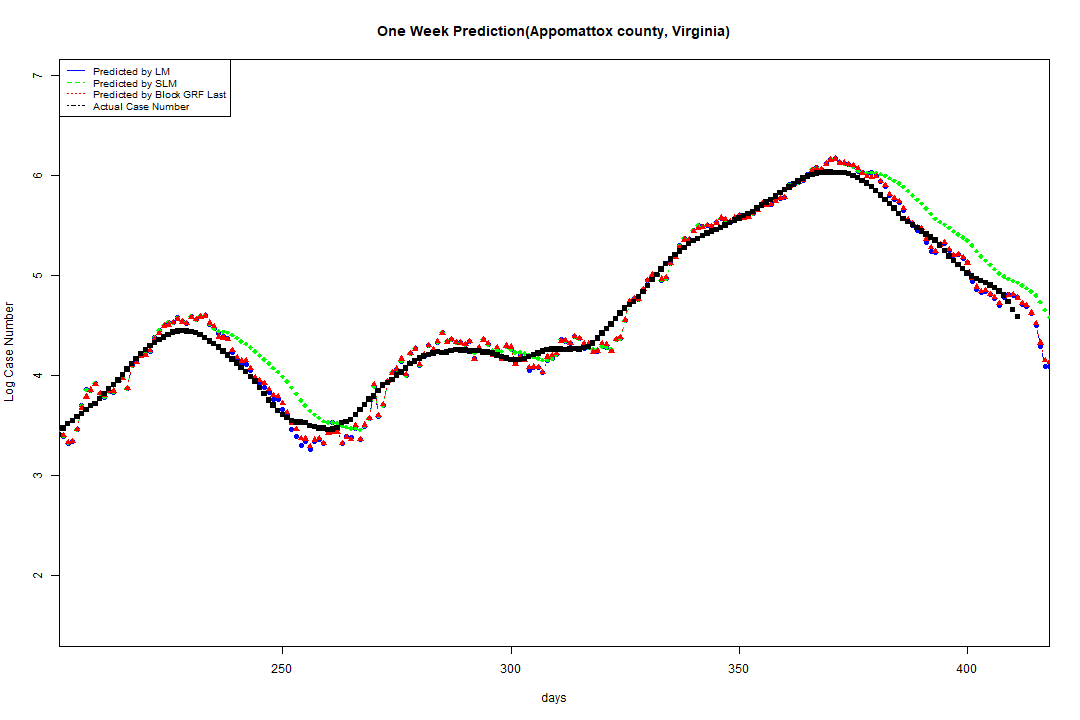 One Week Prediction(Appomattox county, Virginia)
Predicted by LM
Predicted by SLM
Predicted by Block GRF Last
Actual Case Number
7
6
5
4
3
2
Log Case Number
250 300 350 400
days